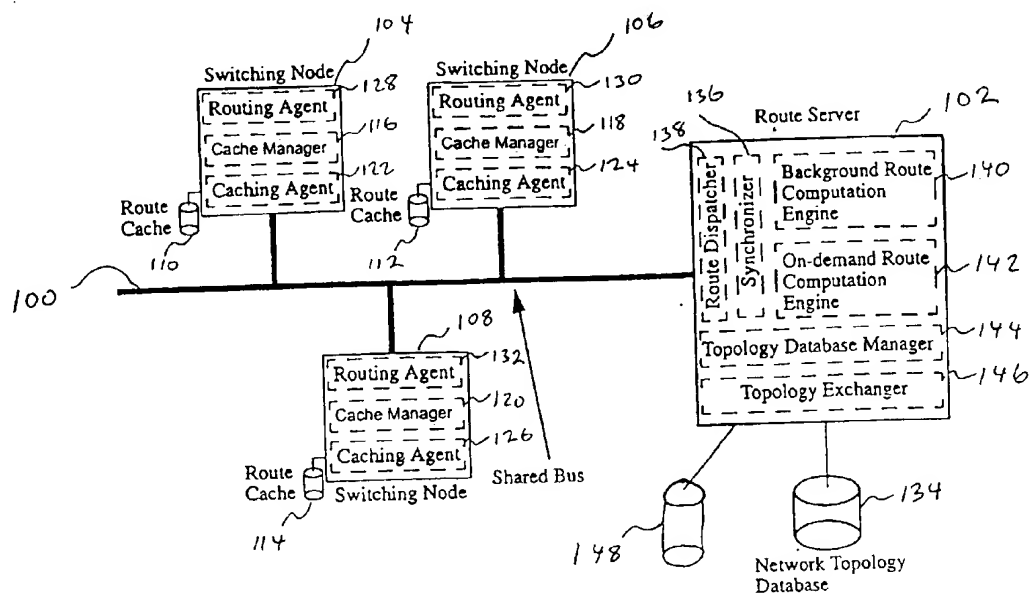 104
106
Switching Node
Switching Node
128
130
136
102
Routing Agent
Routing Agent
Route Server
116
118
138
Cache Manager
Cache Manager
122
124
Caching Agent
Caching Agent
Route Dispatcher
Synchronizer
Background Route
Computation
Engine
140
Route
Cache
Route
Cache
110
112
On-demand Route
Computation
Engine
142
100
108
144
132
Topology Database Manager
Routing Agent
146
120
Topology Exchanger
Cache Manager
126
Caching Agent
Route
Cache
Switching Node
Shared Bus
114
148
134
Network Topology
Database